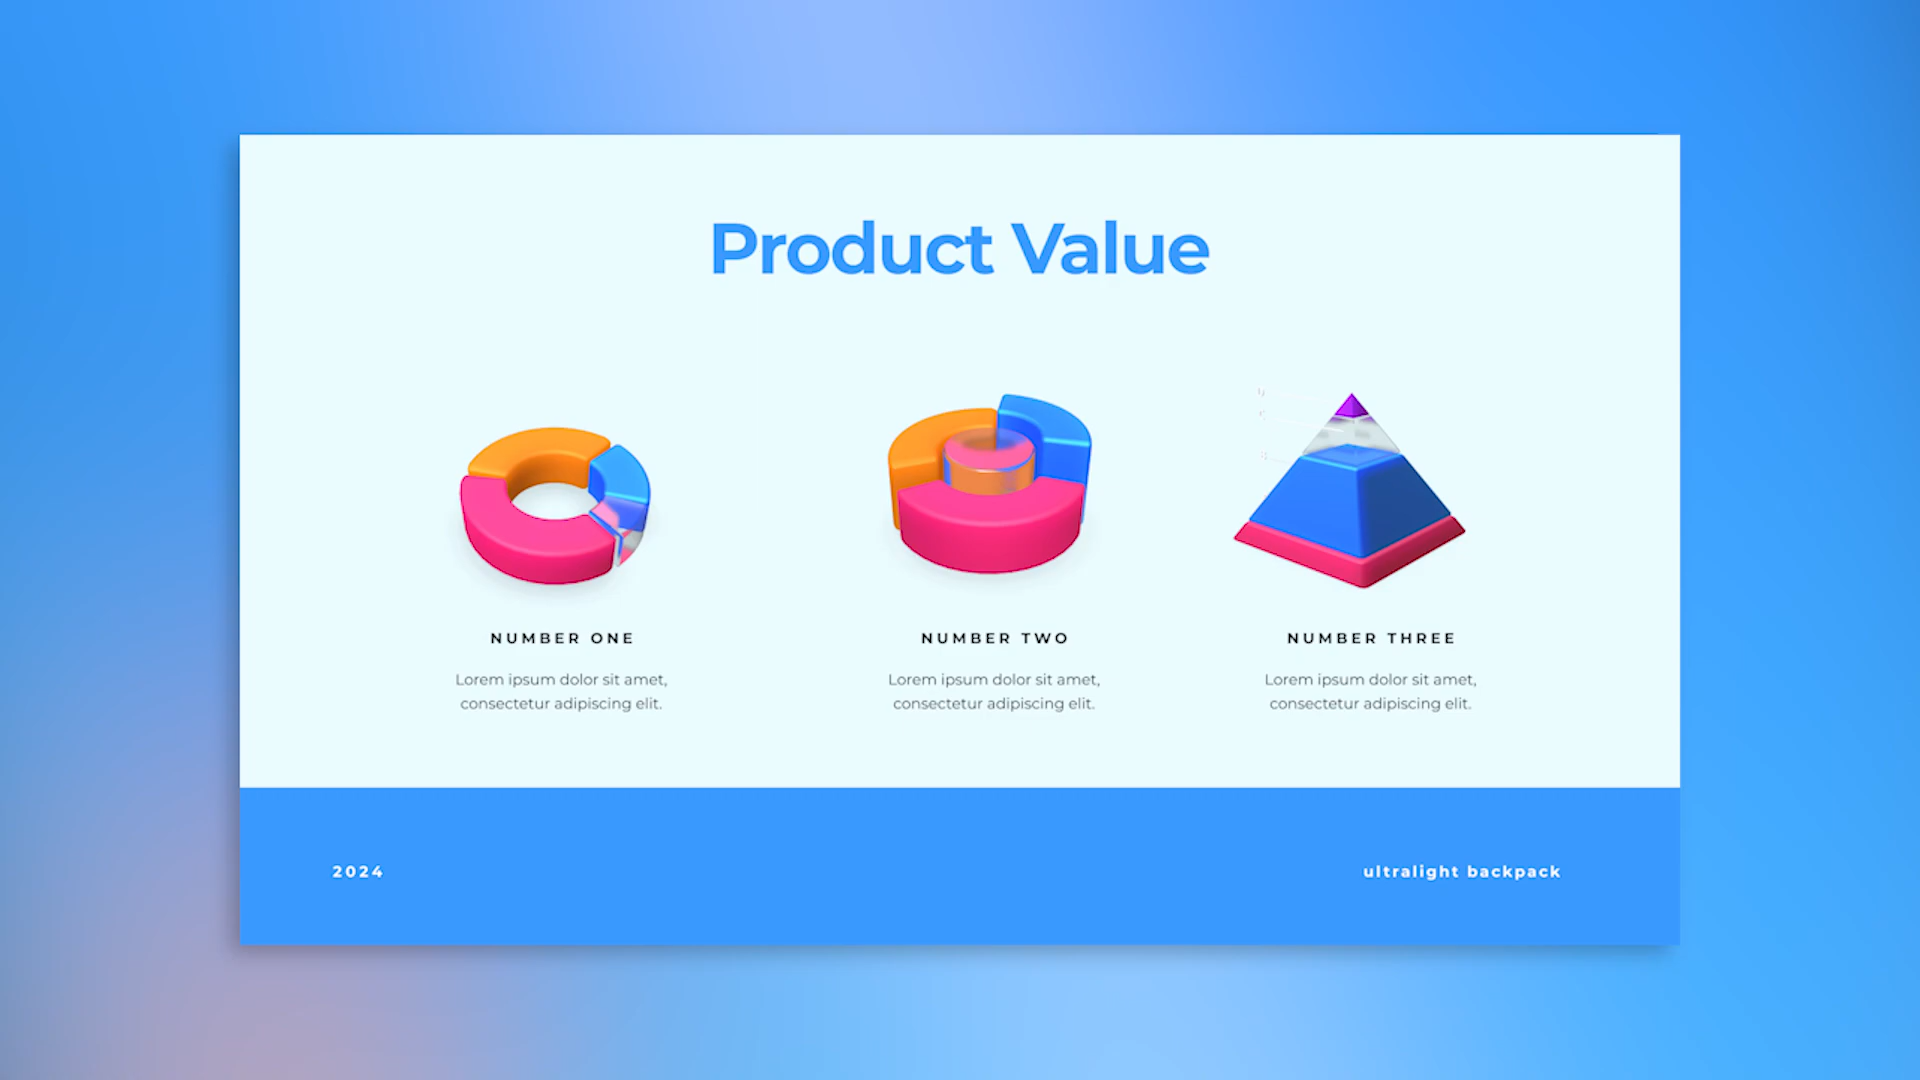 Product Value
NUMBER ONE
Lorem ipsum dolor sit amet,
consectetur adipiscing elit.
NUMBER TWO
Lorem ipsum dolor sit amet,
consectetur adipiscing elit.
NUMBER THREE
Lorem ipsum dolor sit amet,
consectetur adipiscing elit.
2024
ultralight backpack